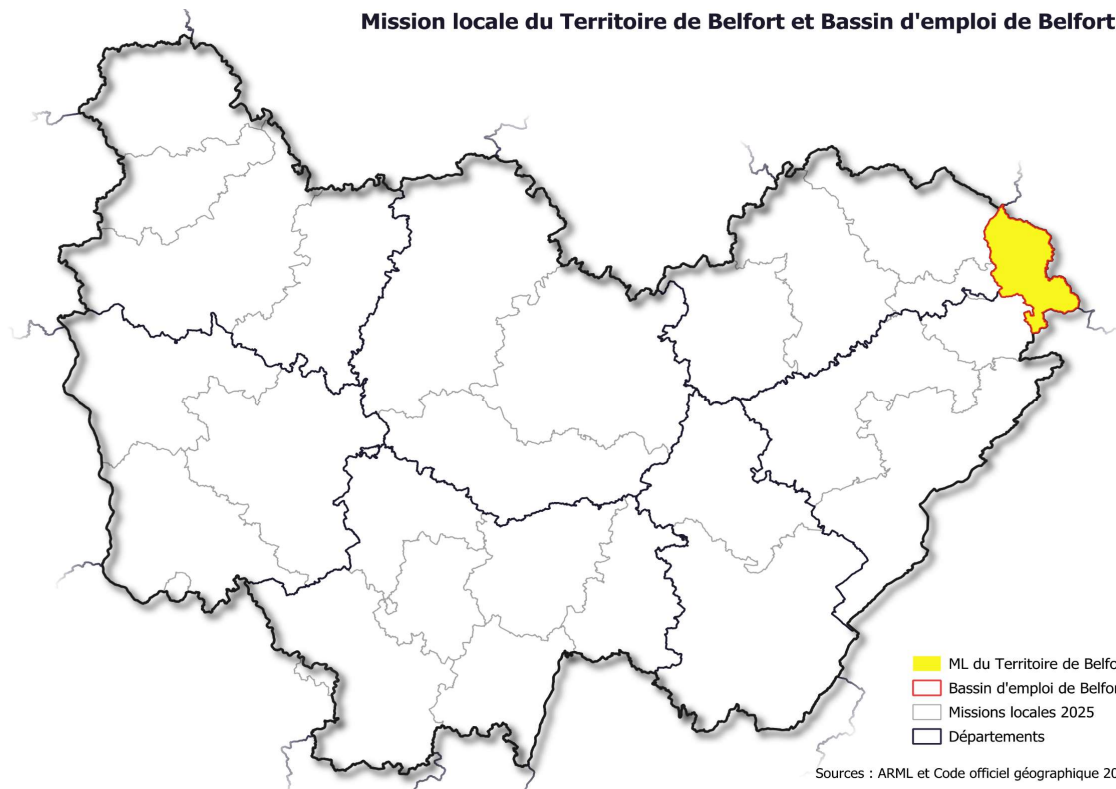 Mission locale du Territoire de Belfort et Bassin d'emploi de Belfort
ML du Territoire de Belfo
Bassin d'emploi de Belfor
Missions locales 2025
Départements
Sources : ARML et Code officiel géographique 20